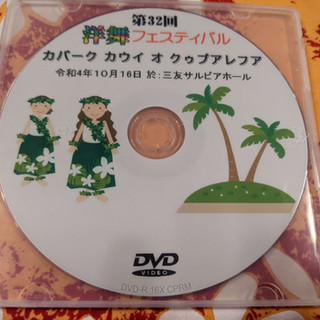 第32回
洋舞フェスティバル
カパーク カウイ オ クゥプアレフア
令和4年10月16日 於:三友サルビアホール
DVD
VIDEO
DVD-R 16X CPRM